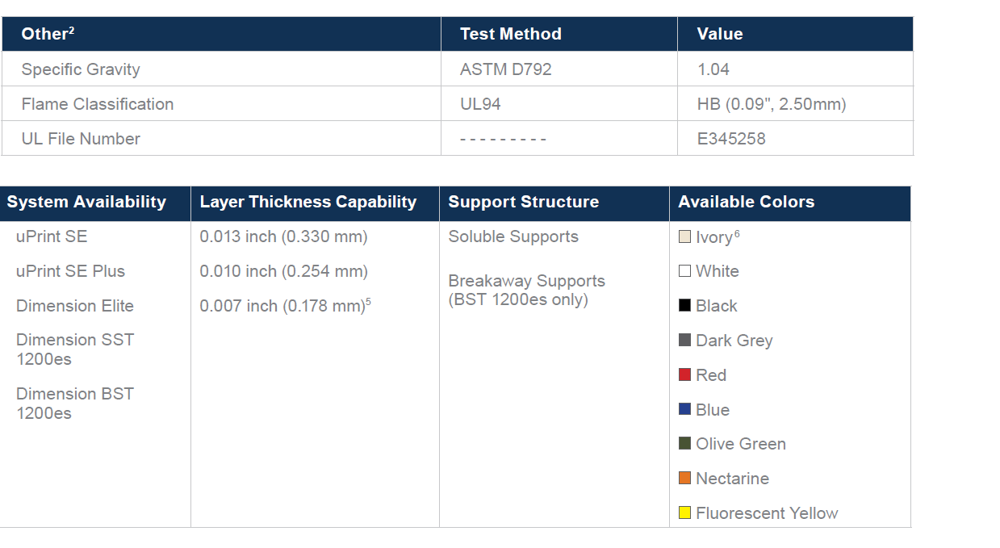 Other2 Test Method Value
Specific Gravity ASTM D792 1.04
Flame Classification UL94 HB (0.09", 2.50mm)
UL File Number - - - - - - - - - E345258
System Availability Layer Thickness Capability Support Structure Available Colors
uPrint SE 0.013 inch (0.330 mm) Soluble Supports Ivory6
uPrint SE Plus 0.010 inch (0.254 mm) White
Breakaway Supports
(BST 1200es only)
Dimension Elite 0.007 inch (0.178 mm)5 Black
Dimension SST Dark Grey
1200es
Red
Dimension BST
1200es
Blue
Olive Green
Nectarine
Fluorescent Yellow